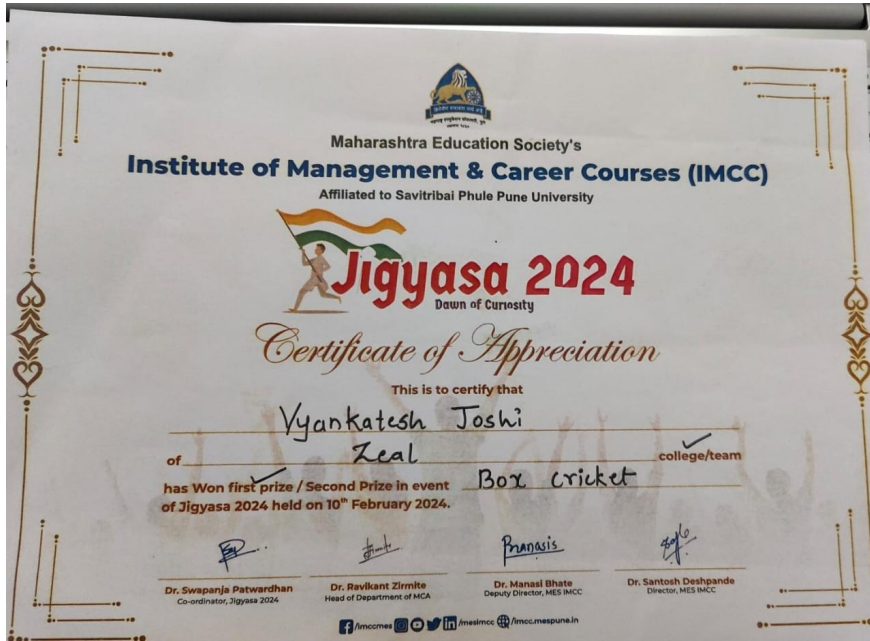 Maharashtra Education Society's
Institute of Management & Career Courses (IMCC)
Affiliated to Savitribai Phule Pune University
Jigyasa 2024
Dawn of Curiosity
Certificate of Appreciation
This is to certify that
Vyankatesh Joshi
of Zeal college/team
has Won first prize / Second Prize in event Box cricket
of Jigyasa 2024 held on 10th February 2024.
Dr. Swapanja Patwardhan Dr. Ravikant Zirmite Dr. Manasi Bhate Dr. Santosh Deshpande
Co-ordinator, Jigyasa 2024 Head of Department of MCA Deputy Director, MES IMCC Director, MES IMCC
/imccmes /mesimcc /imcc.mespune.in